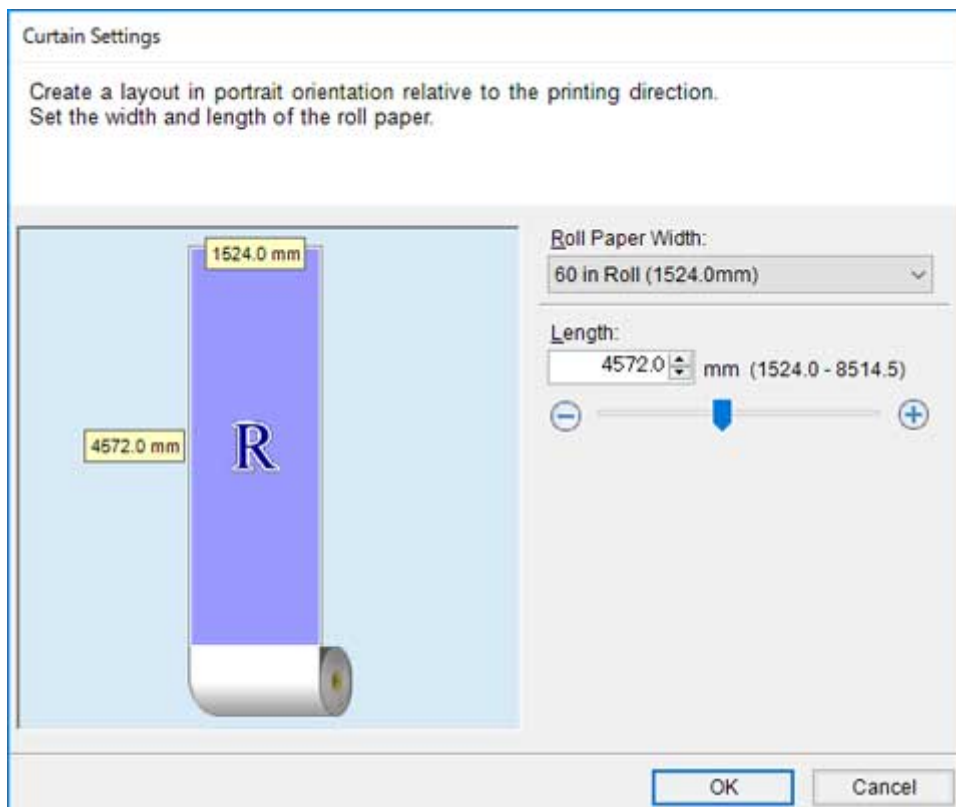 Curtain Settings
Create a layout in portrait orientation relative to the printing direction.
Set the width and length of the roll paper.
1524.0 mm
4572.0 mm
R
Roll Paper Width:
60 in Roll (1524.0mm)
Length:
4572.0 mm (1524.0 - 8514.5)
OK Cancel